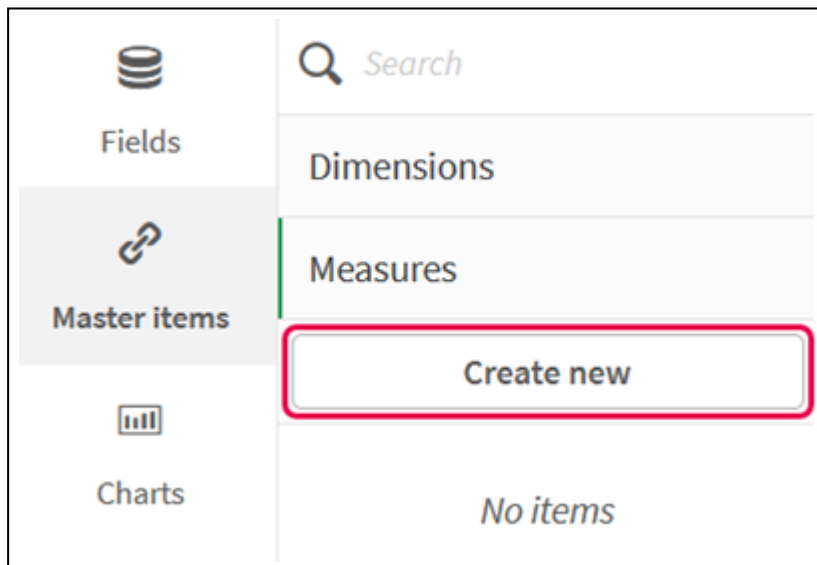 Fields
Master items
Charts
Search
Dimensions
Measures
Create new
No items